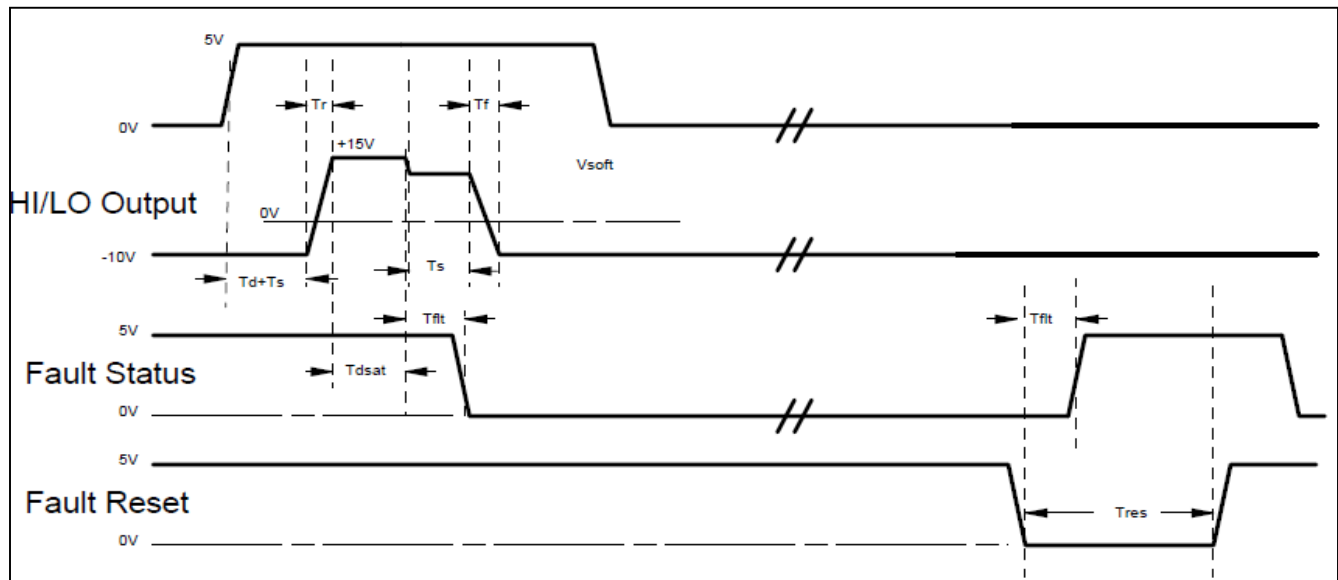 5V
Tr
Tf
0V
+15V
Vsoft
HI/LO Output
0V
-10V
Td+Ts
Ts
5V
Tflt
Tflt
Fault Status
Tdsat
0V
5V
Fault Reset
Tres
0V